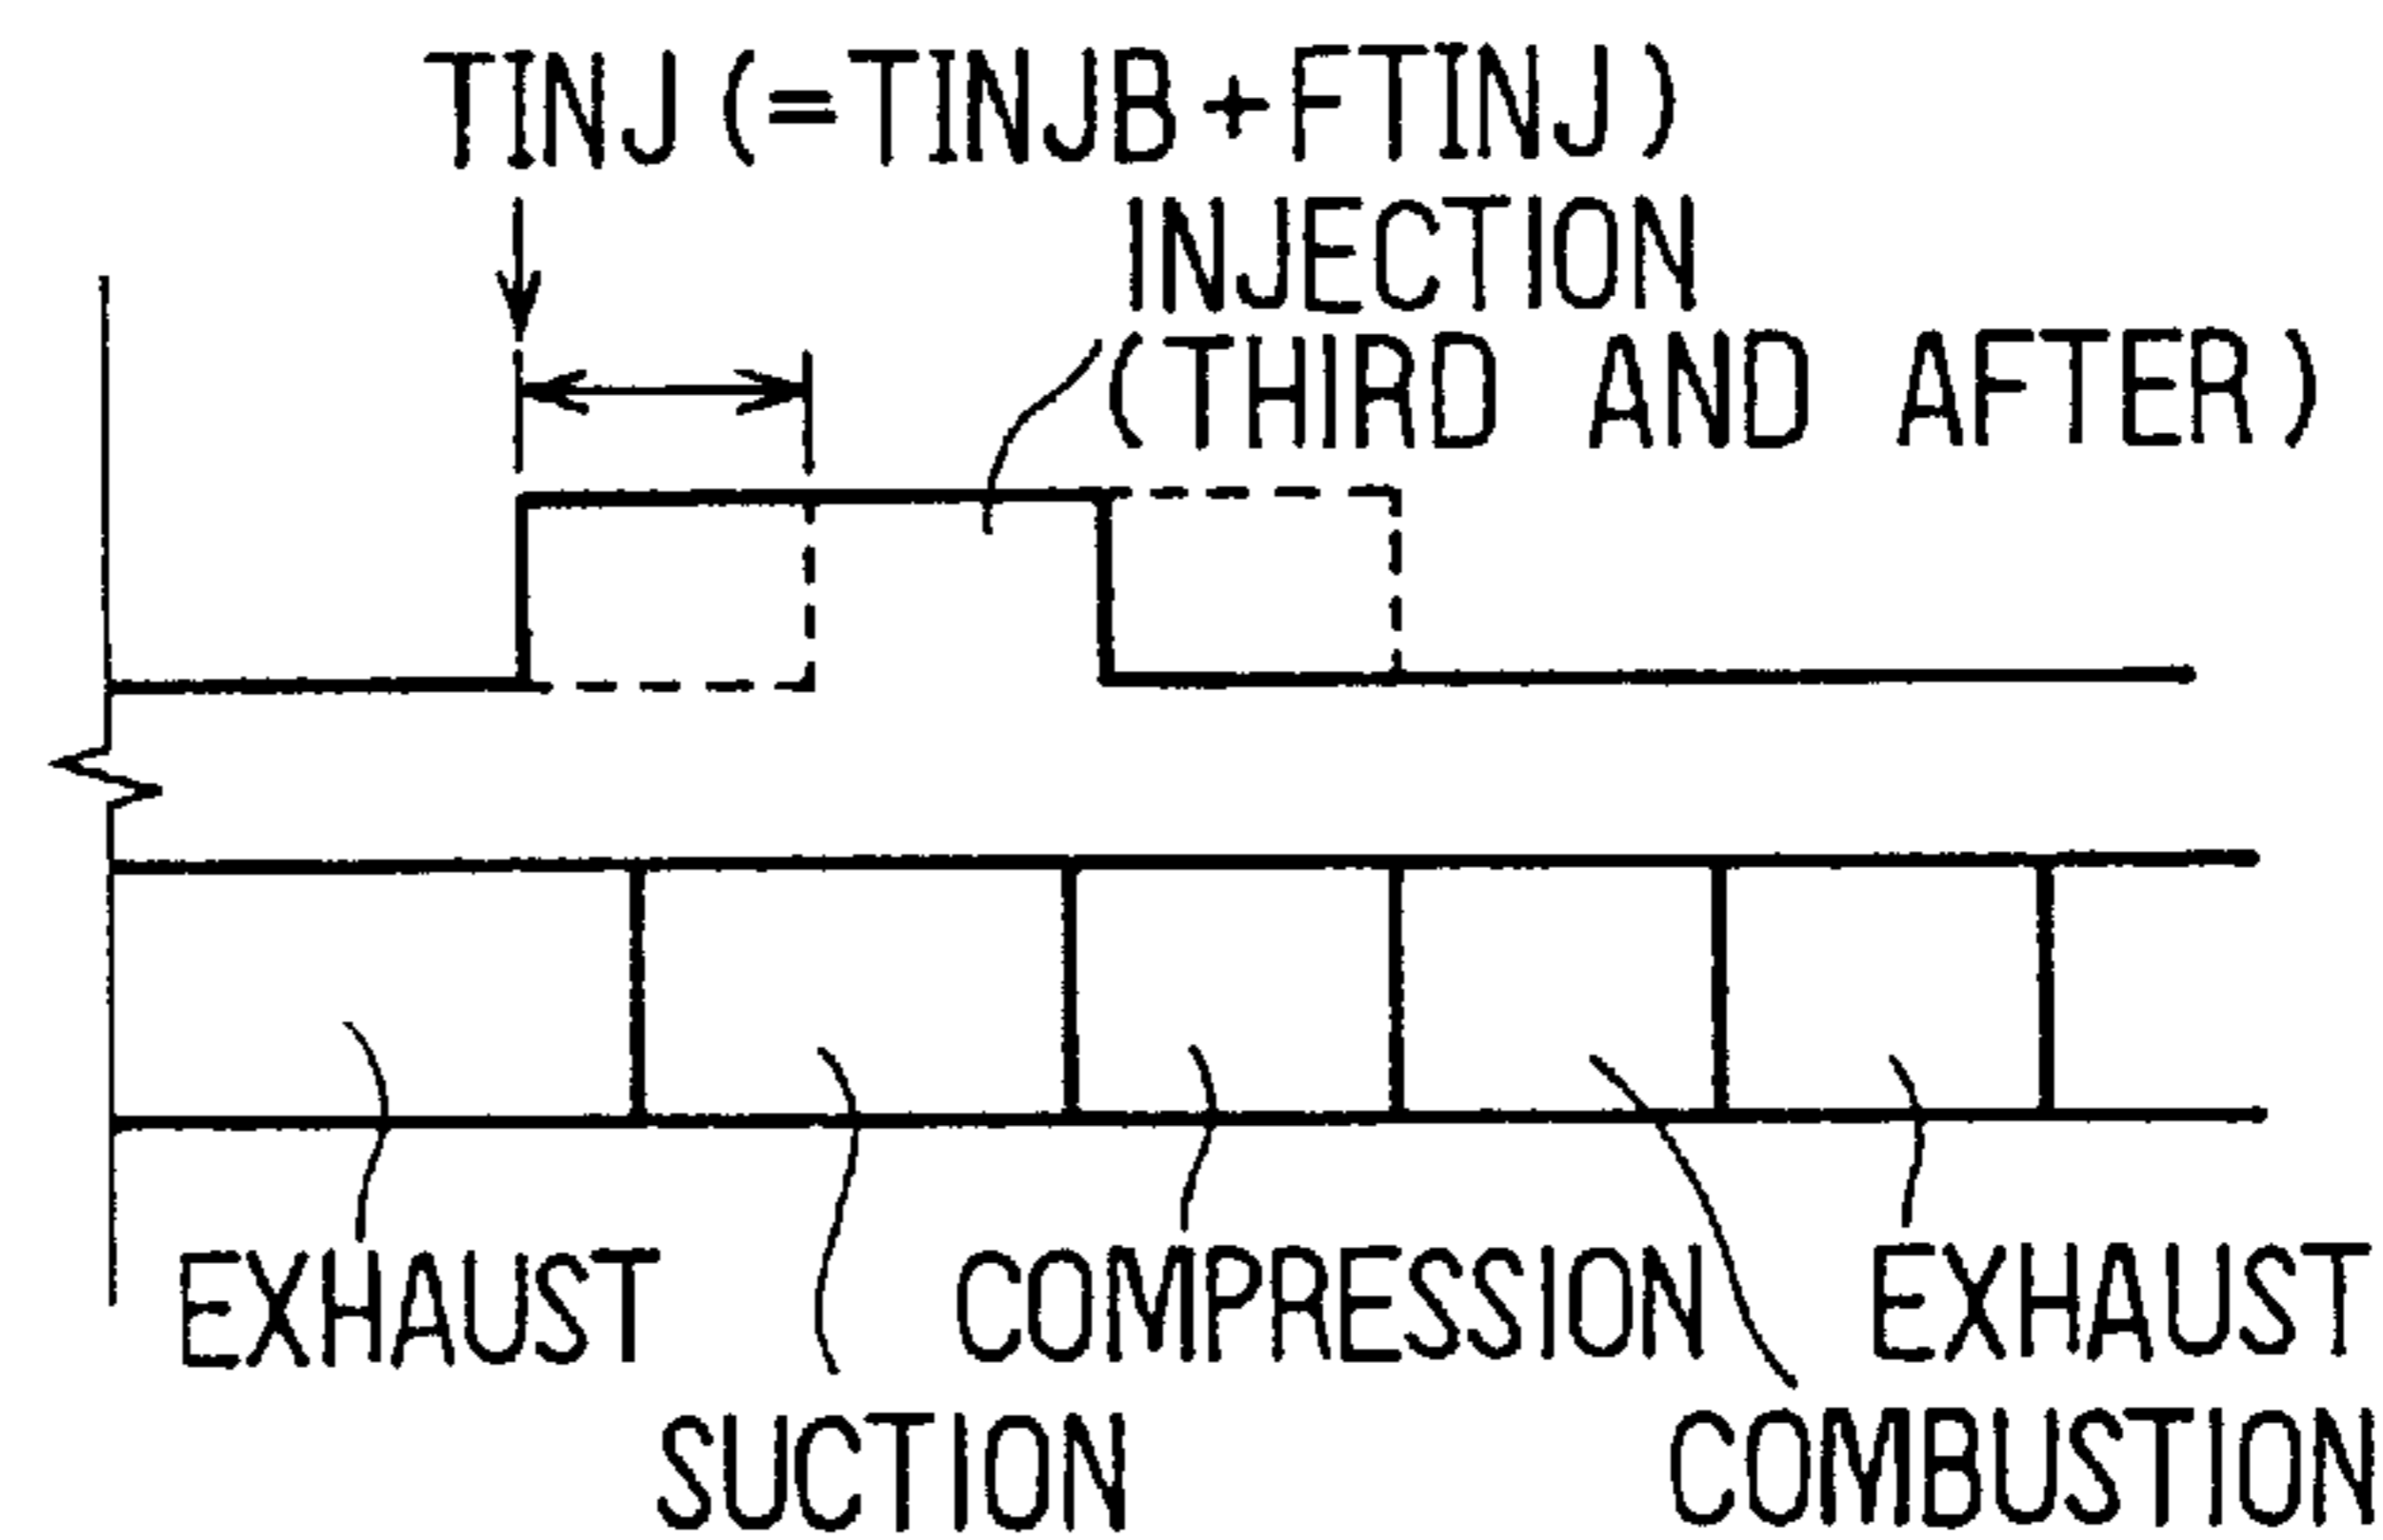 TINJ (=TINJB+FTINJ)
INJECTION
(THIRD AND AFTER)
EXHAUST
COMPRESSION
EXHAUST
SUCTION
COMBUSTION